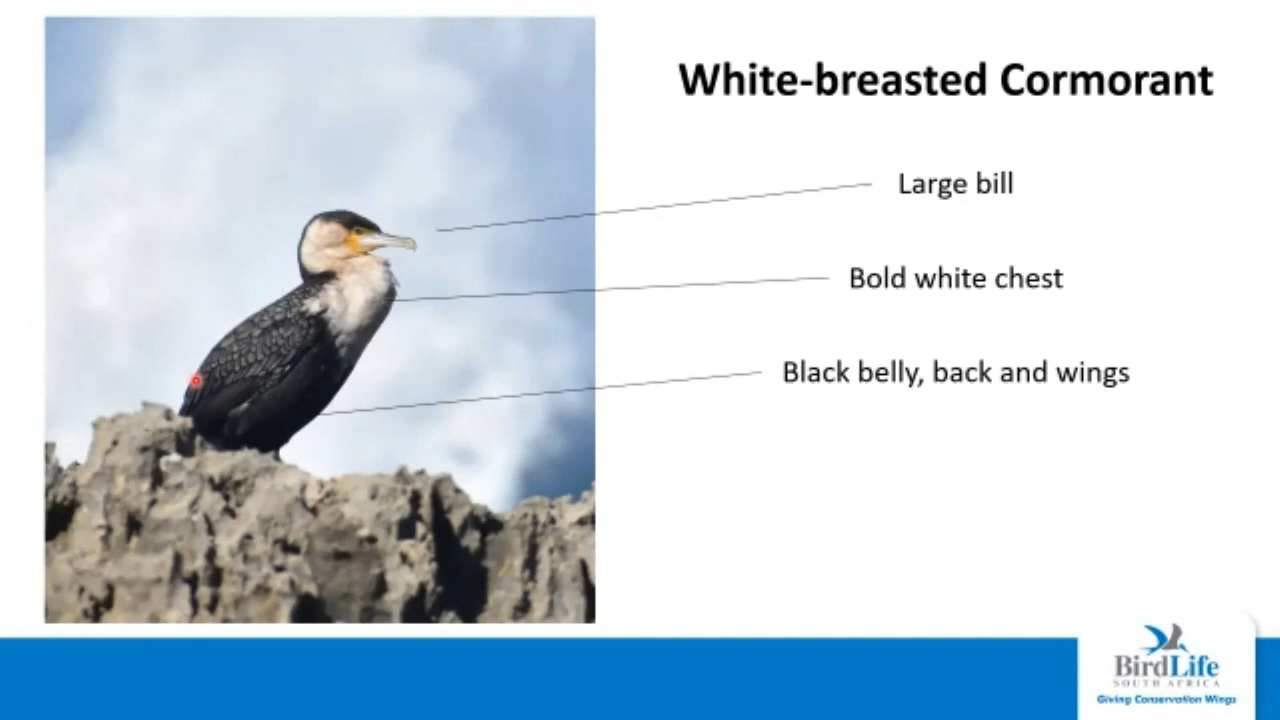 White-breasted Cormorant
Large bill
Bold white chest
Black belly, back and wings
BirdLife
SOUTH AFRICA
Giving Conservation Wings